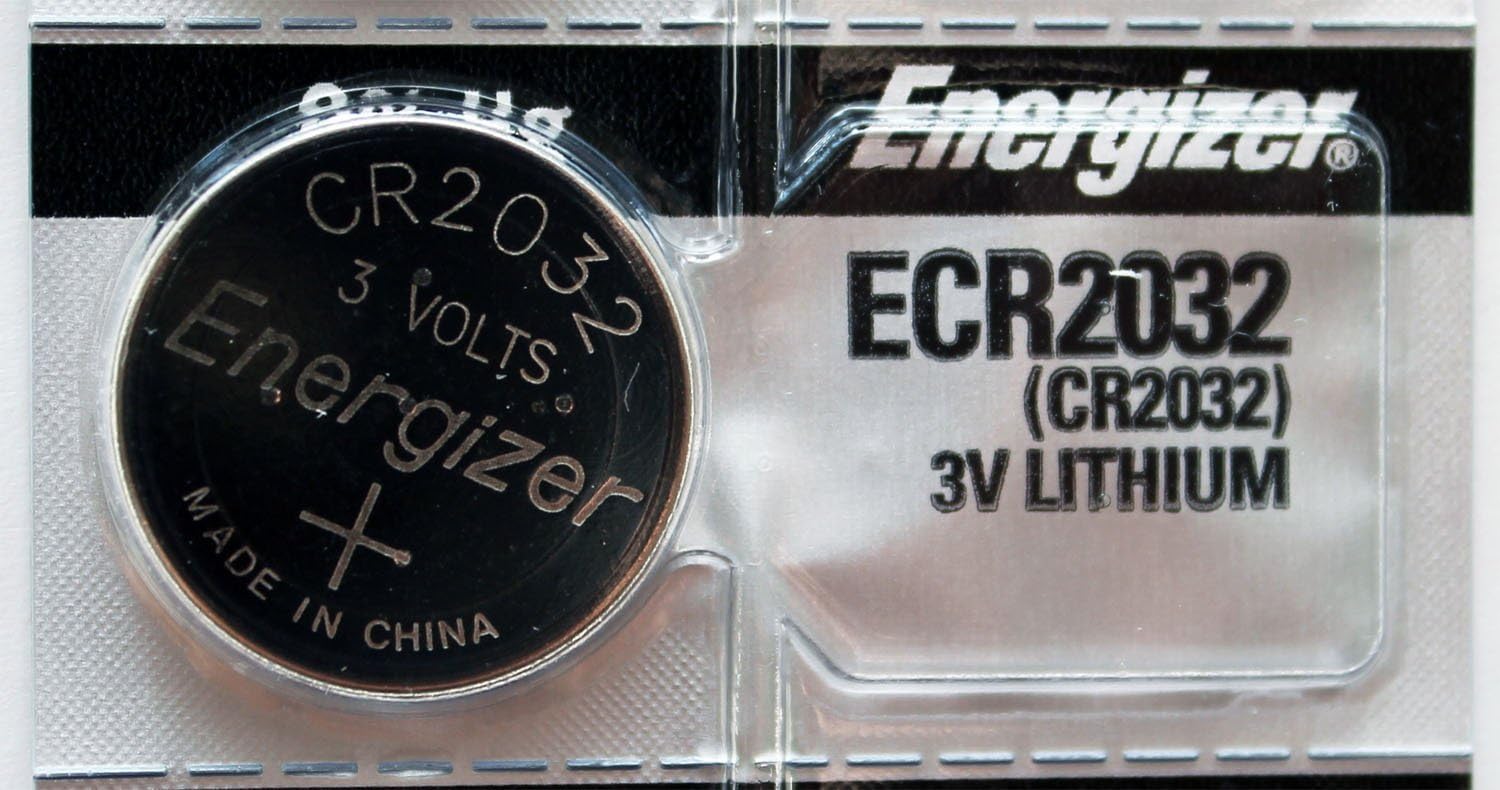 CR2032
3 VOLTS
Energizer
+
MADE IN CHINA
Energizer®
ECR2032
(CR2032)
3V LITHIUM